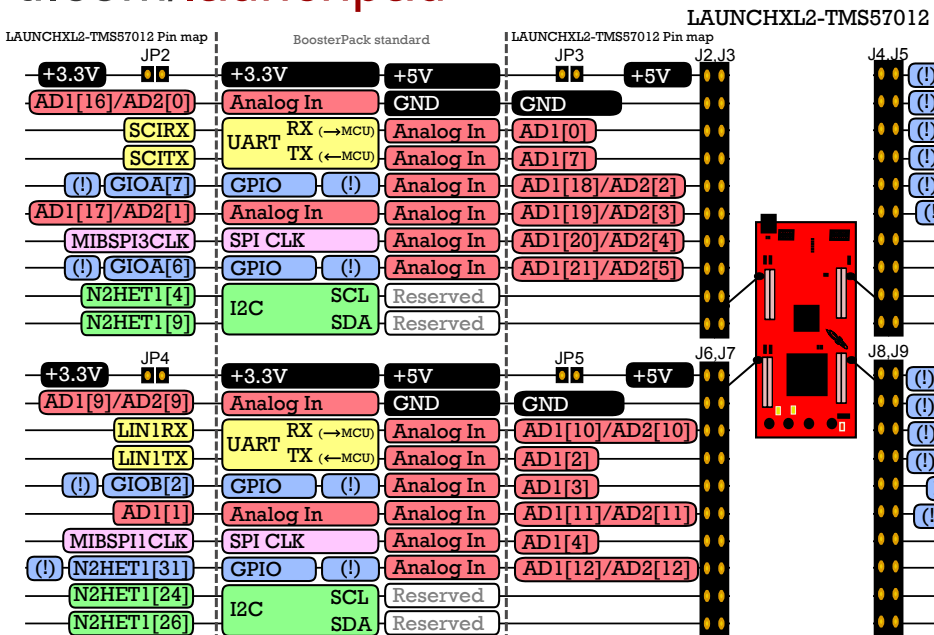 LAUNCHXL2-TMS57012
LAUNCHXL2-TMS57012 Pin map BoosterPack standard LAUNCHXL2-TMS57012 Pin map
JP2 JP3 J2,J3 J4,J5
+3.3V +3.3V +5V +5V (!)
AD1[16]/AD2[0] Analog In GND GND (!)
SCIRX UART RX (→MCU) Analog In AD1[0] (!)
SCITX TX (←MCU) Analog In AD1[7] (!)
(!) GIOA[7] GPIO (!) Analog In AD1[18]/AD2[2] (!)
AD1[17]/AD2[1] Analog In Analog In AD1[19]/AD2[3]
MIBSPI3CLK SPI CLK Analog In AD1[20]/AD2[4]
(!) GIOA[6] GPIO (!) Analog In AD1[21]/AD2[5]
N2HET1[4] I2C SCL Reserved
N2HET1[9] SDA Reserved
JP4 JP5 J6,J7 J8,J9
+3.3V +3.3V +5V +5V (!)
AD1[9]/AD2[9] Analog In GND GND (!)
LIN1RX UART RX (→MCU) Analog In AD1[10]/AD2[10] (!)
LIN1TX TX (←MCU) Analog In AD1[2] (!)
(!) GIOB[2] GPIO (!) Analog In AD1[3]
AD1[1] Analog In Analog In AD1[11]/AD2[11]
MIBSPI1CLK SPI CLK Analog In AD1[4]
(!) N2HET1[31] GPIO (!) Analog In AD1[12]/AD2[12]
N2HET1[24] I2C SCL Reserved
N2HET1[26] SDA Reserved